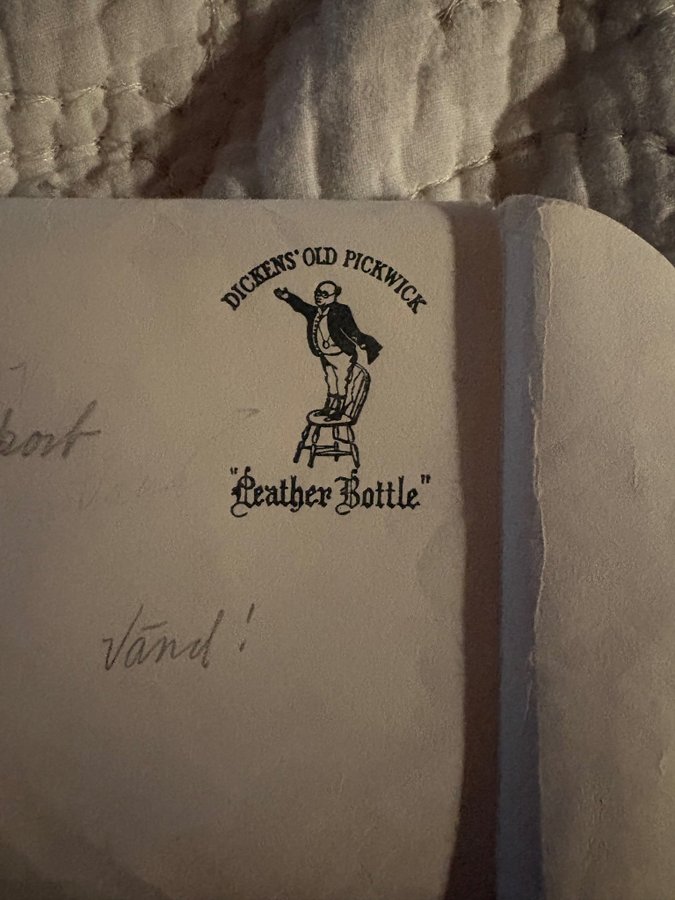 DICKENS' OLD PICKWICK
"Leather Bottle"
Vänd!